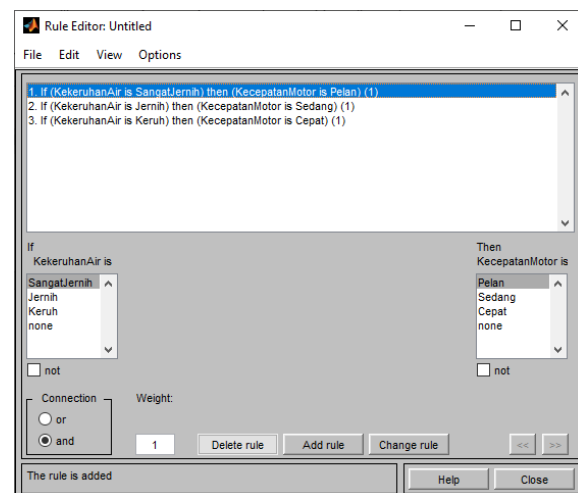 Rule Editor: Untitled
File Edit View Options
1. If (KekeruhanAir is SangatJernih) then (KecepatanMotor is Pelan) (1)
2. If (KekeruhanAir is Jernih) then (KecepatanMotor is Sedang) (1)
3. If (KekeruhanAir is Keruh) then (KecepatanMotor is Cepat) (1)
If
KekeruhanAir is
SangatJernih
Jernih
Keruh
none
not
Then
KecepatanMotor is
Pelan
Sedang
Cepat
none
not
Connection
or
and
Weight:
1
Delete rule
Add rule
Change rule
<<
>>
The rule is added
Help
Close